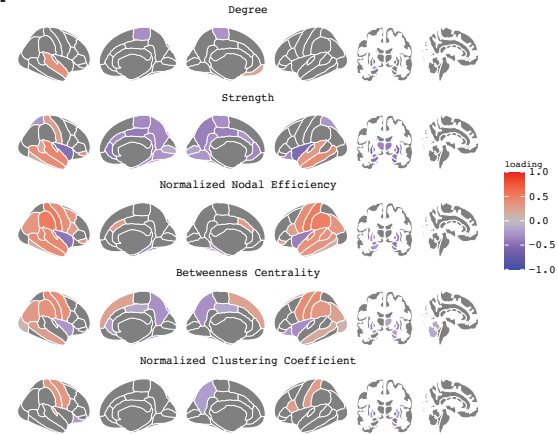 Degree
Strength
Normalized Nodal Efficiency
Betweenness Centrality
Normalized Clustering Coefficient
loading
1.0
0.5
0.0
−0.5
−1.0